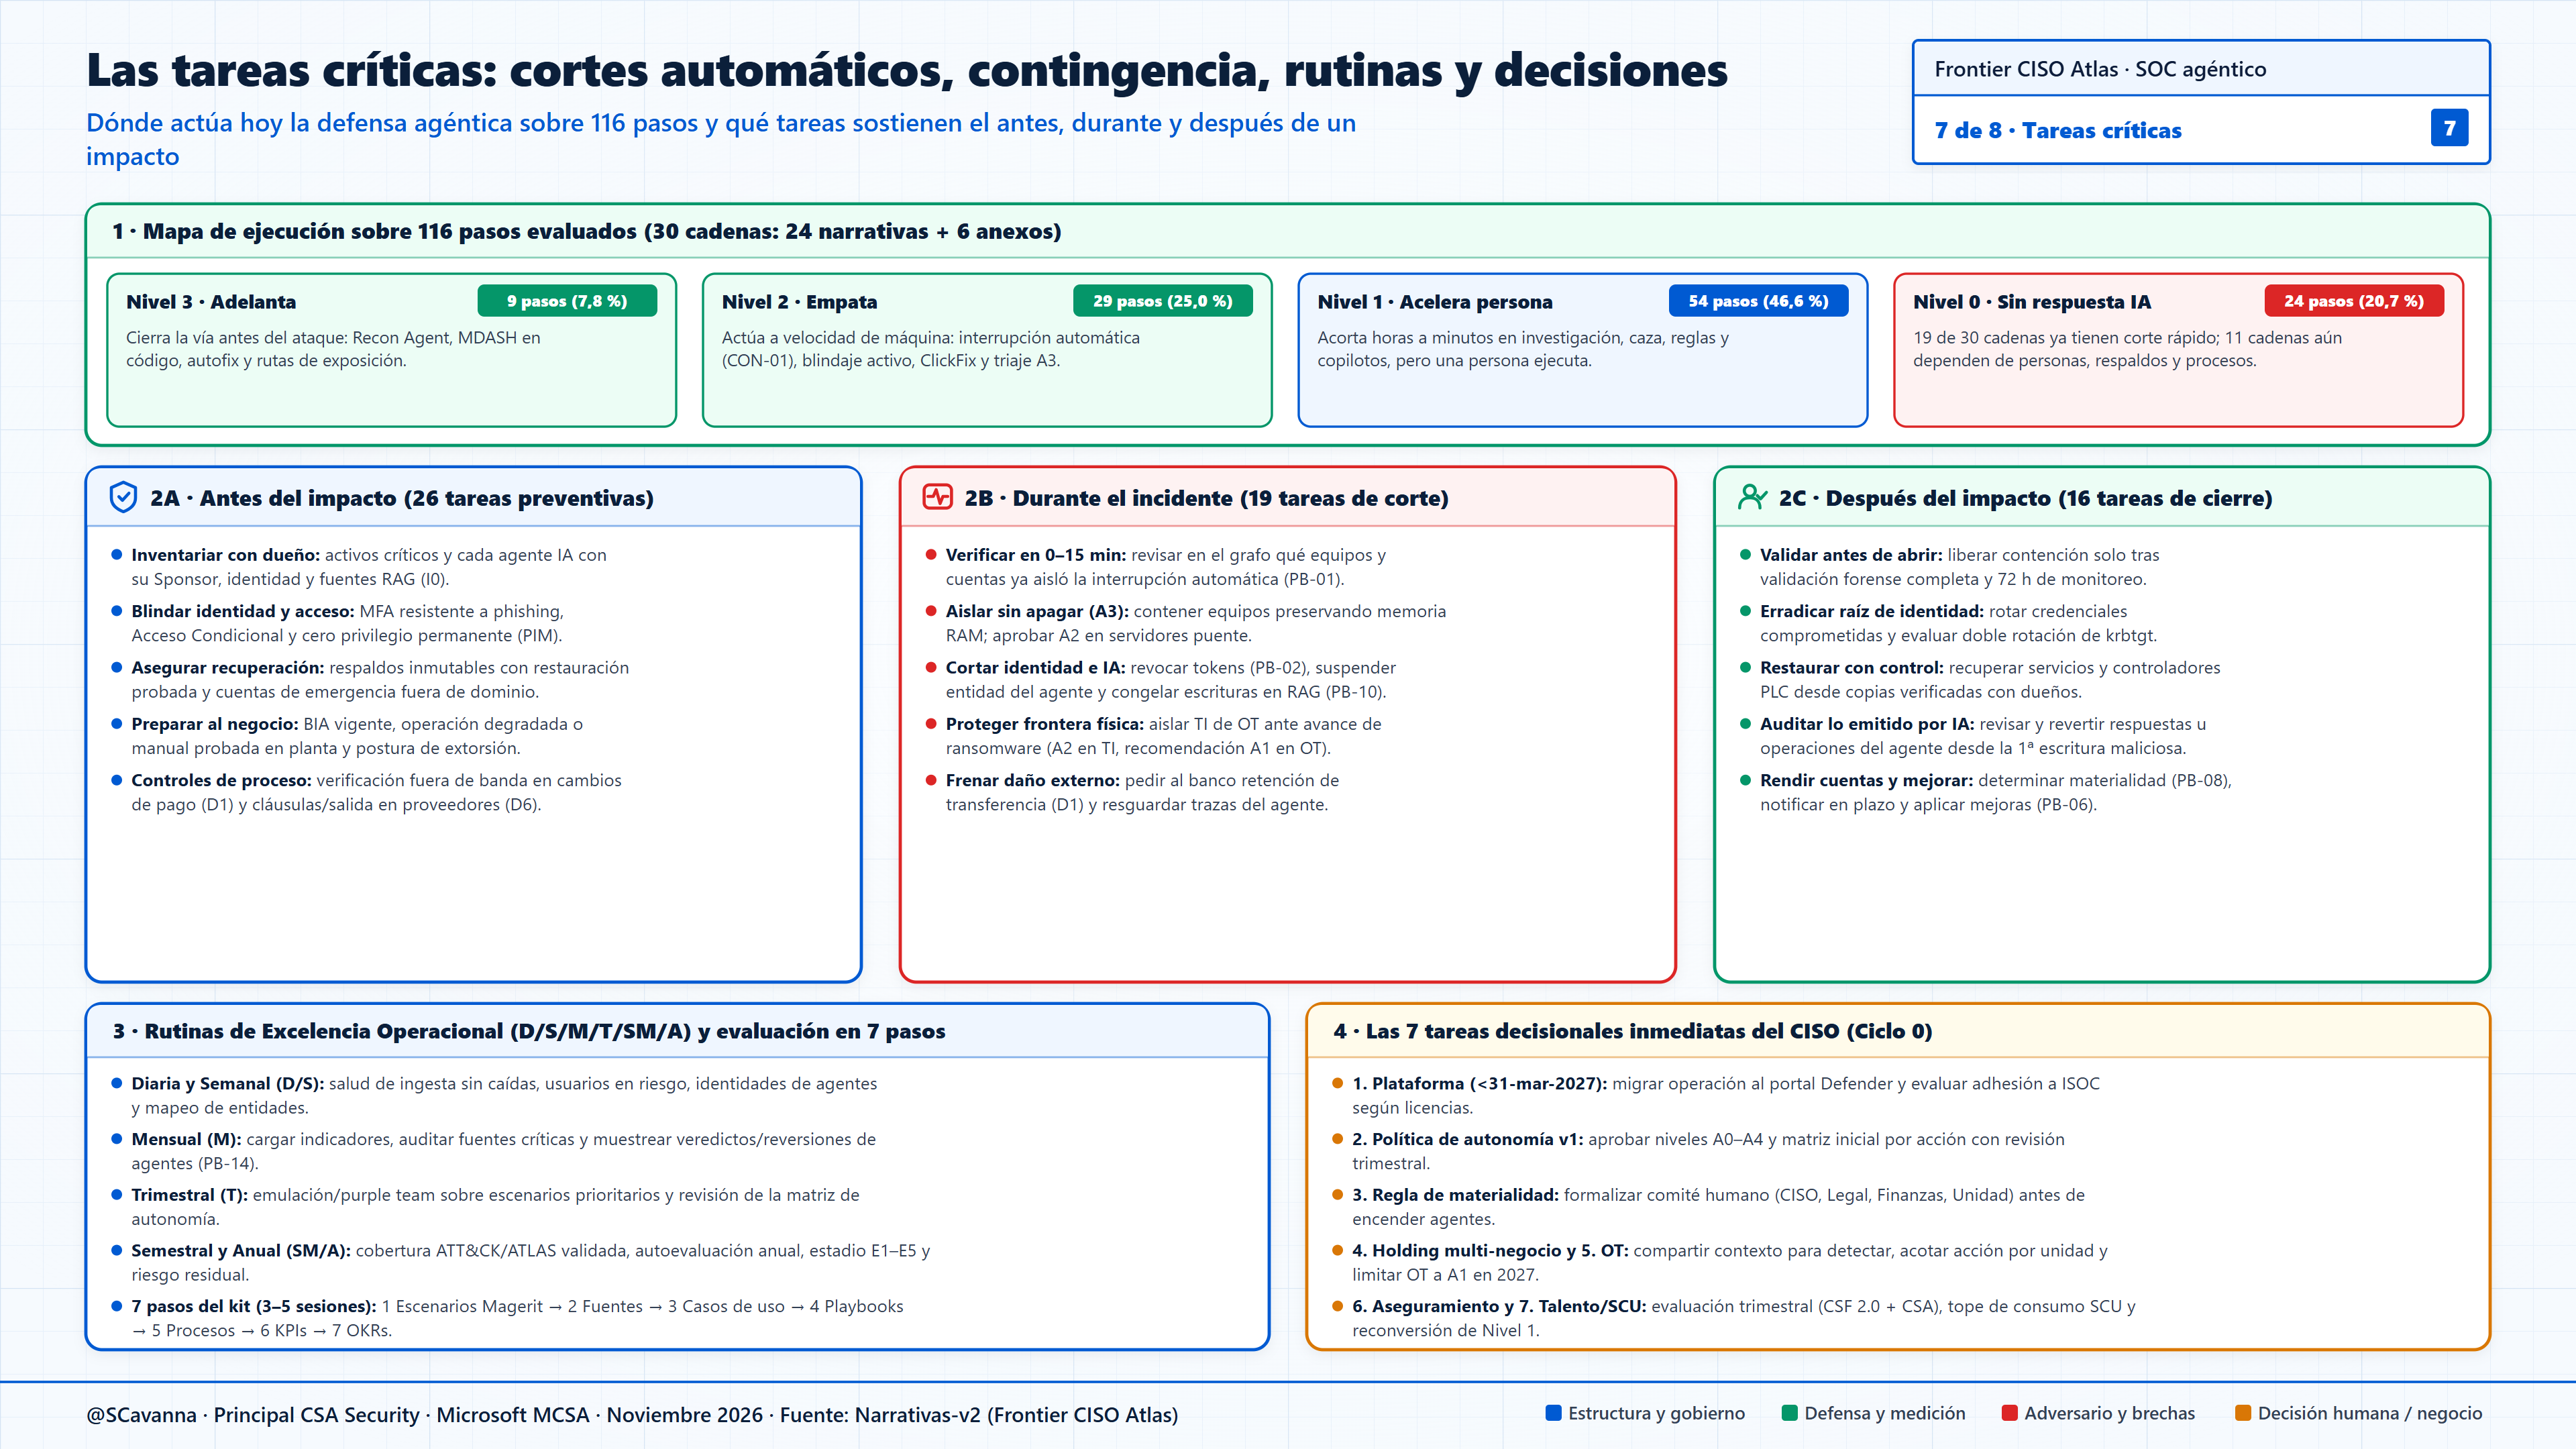 Las tareas críticas: cortes automáticos, contingencia, rutinas y decisiones
Dónde actúa hoy la defensa agéntica sobre 116 pasos y qué tareas sostienen el antes, durante y después de un
impacto
Frontier CISO Atlas · SOC agéntico
7 de 8 · Tareas críticas
7
1 · Mapa de ejecución sobre 116 pasos evaluados (30 cadenas: 24 narrativas + 6 anexos)
Nivel 3 · Adelanta
9 pasos (7,8 %)
Cierra la vía antes del ataque: Recon Agent, MDASH en
código, autofix y rutas de exposición.
Nivel 2 · Empata
29 pasos (25,0 %)
Actúa a velocidad de máquina: interrupción automática
(CON-01), blindaje activo, ClickFix y triaje A3.
Nivel 1 · Acelera persona
54 pasos (46,6 %)
Acorta horas a minutos en investigación, caza, reglas y
copilotos, pero una persona ejecuta.
Nivel 0 · Sin respuesta IA
24 pasos (20,7 %)
19 de 30 cadenas ya tienen corte rápido; 11 cadenas aún
dependen de personas, respaldos y procesos.
2A · Antes del impacto (26 tareas preventivas)
Inventariar con dueño: activos críticos y cada agente IA con
su Sponsor, identidad y fuentes RAG (I0).
Blindar identidad y acceso: MFA resistente a phishing,
Acceso Condicional y cero privilegio permanente (PIM).
Asegurar recuperación: respaldos inmutables con restauración
probada y cuentas de emergencia fuera de dominio.
Preparar al negocio: BIA vigente, operación degradada o
manual probada en planta y postura de extorsión.
Controles de proceso: verificación fuera de banda en cambios
de pago (D1) y cláusulas/salida en proveedores (D6).
2B · Durante el incidente (19 tareas de corte)
Verificar en 0–15 min: revisar en el grafo qué equipos y
cuentas ya aisló la interrupción automática (PB-01).
Aislar sin apagar (A3): contener equipos preservando memoria
RAM; aprobar A2 en servidores puente.
Cortar identidad e IA: revocar tokens (PB-02), suspender
entidad del agente y congelar escrituras en RAG (PB-10).
Proteger frontera física: aislar TI de OT ante avance de
ransomware (A2 en TI, recomendación A1 en OT).
Frenar daño externo: pedir al banco retención de
transferencia (D1) y resguardar trazas del agente.
2C · Después del impacto (16 tareas de cierre)
Validar antes de abrir: liberar contención solo tras
validación forense completa y 72 h de monitoreo.
Erradicar raíz de identidad: rotar credenciales
comprometidas y evaluar doble rotación de krbtgt.
Restaurar con control: recuperar servicios y controladores
PLC desde copias verificadas con dueños.
Auditar lo emitido por IA: revisar y revertir respuestas u
operaciones del agente desde la 1ª escritura maliciosa.
Rendir cuentas y mejorar: determinar materialidad (PB-08),
notificar en plazo y aplicar mejoras (PB-06).
3 · Rutinas de Excelencia Operacional (D/S/M/T/SM/A) y evaluación en 7 pasos
Diaria y Semanal (D/S): salud de ingesta sin caídas, usuarios en riesgo, identidades de agentes
y mapeo de entidades.
Mensual (M): cargar indicadores, auditar fuentes críticas y muestrear veredictos/reversiones de
agentes (PB-14).
Trimestral (T): emulación/purple team sobre escenarios prioritarios y revisión de la matriz de
autonomía.
Semestral y Anual (SM/A): cobertura ATT&CK/ATLAS validada, autoevaluación anual, estadio E1–E5 y
riesgo residual.
7 pasos del kit (3–5 sesiones): 1 Escenarios Magerit → 2 Fuentes → 3 Casos de uso → 4 Playbooks
→ 5 Procesos → 6 KPIs → 7 OKRs.
4 · Las 7 tareas decisionales inmediatas del CISO (Ciclo 0)
1. Plataforma (<31-mar-2027): migrar operación al portal Defender y evaluar adhesión a ISOC
según licencias.
2. Política de autonomía v1: aprobar niveles A0–A4 y matriz inicial por acción con revisión
trimestral.
3. Regla de materialidad: formalizar comité humano (CISO, Legal, Finanzas, Unidad) antes de
encender agentes.
4. Holding multi-negocio y 5. OT: compartir contexto para detectar, acotar acción por unidad y
limitar OT a A1 en 2027.
6. Aseguramiento y 7. Talento/SCU: evaluación trimestral (CSF 2.0 + CSA), tope de consumo SCU y
reconversión de Nivel 1.
@SCavanna · Principal CSA Security · Microsoft MCSA · Noviembre 2026 · Fuente: Narrativas-v2 (Frontier CISO Atlas)
Estructura y gobierno
Defensa y medición
Adversario y brechas
Decisión humana / negocio